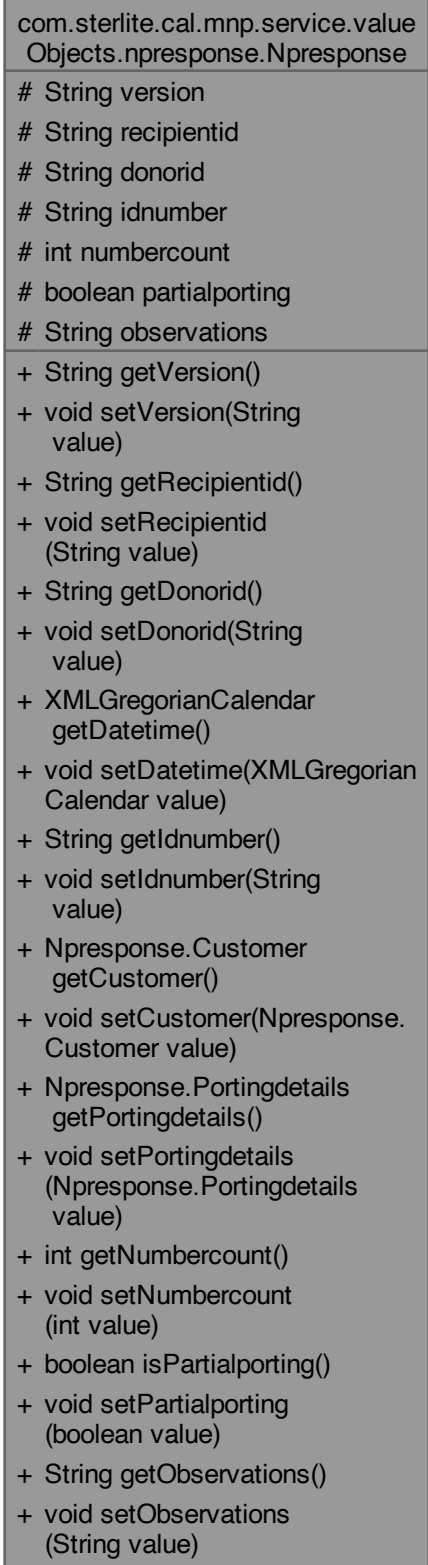 com.sterlite.cal.mnp.service.value
Objects.npresponse.Npresponse
# String version
# String recipientid
# String donorid
# String idnumber
# int numbercount
# boolean partialporting
# String observations
+ String getVersion()
+ void setVersion(String
value)
+ String getRecipientid()
+ void setRecipientid
(String value)
+ String getDonorid()
+ void setDonorid(String
value)
+ XMLGregorianCalendar
getDatetime()
+ void setDatetime(XMLGregorian
Calendar value)
+ String getIdnumber()
+ void setIdnumber(String
value)
+ Npresponse.Customer
getCustomer()
+ void setCustomer(Npresponse.
Customer value)
+ Npresponse.Portingdetails
getPortingdetails()
+ void setPortingdetails
(Npresponse.Portingdetails
value)
+ int getNumbercount()
+ void setNumbercount
(int value)
+ boolean isPartialporting()
+ void setPartialporting
(boolean value)
+ String getObservations()
+ void setObservations
(String value)